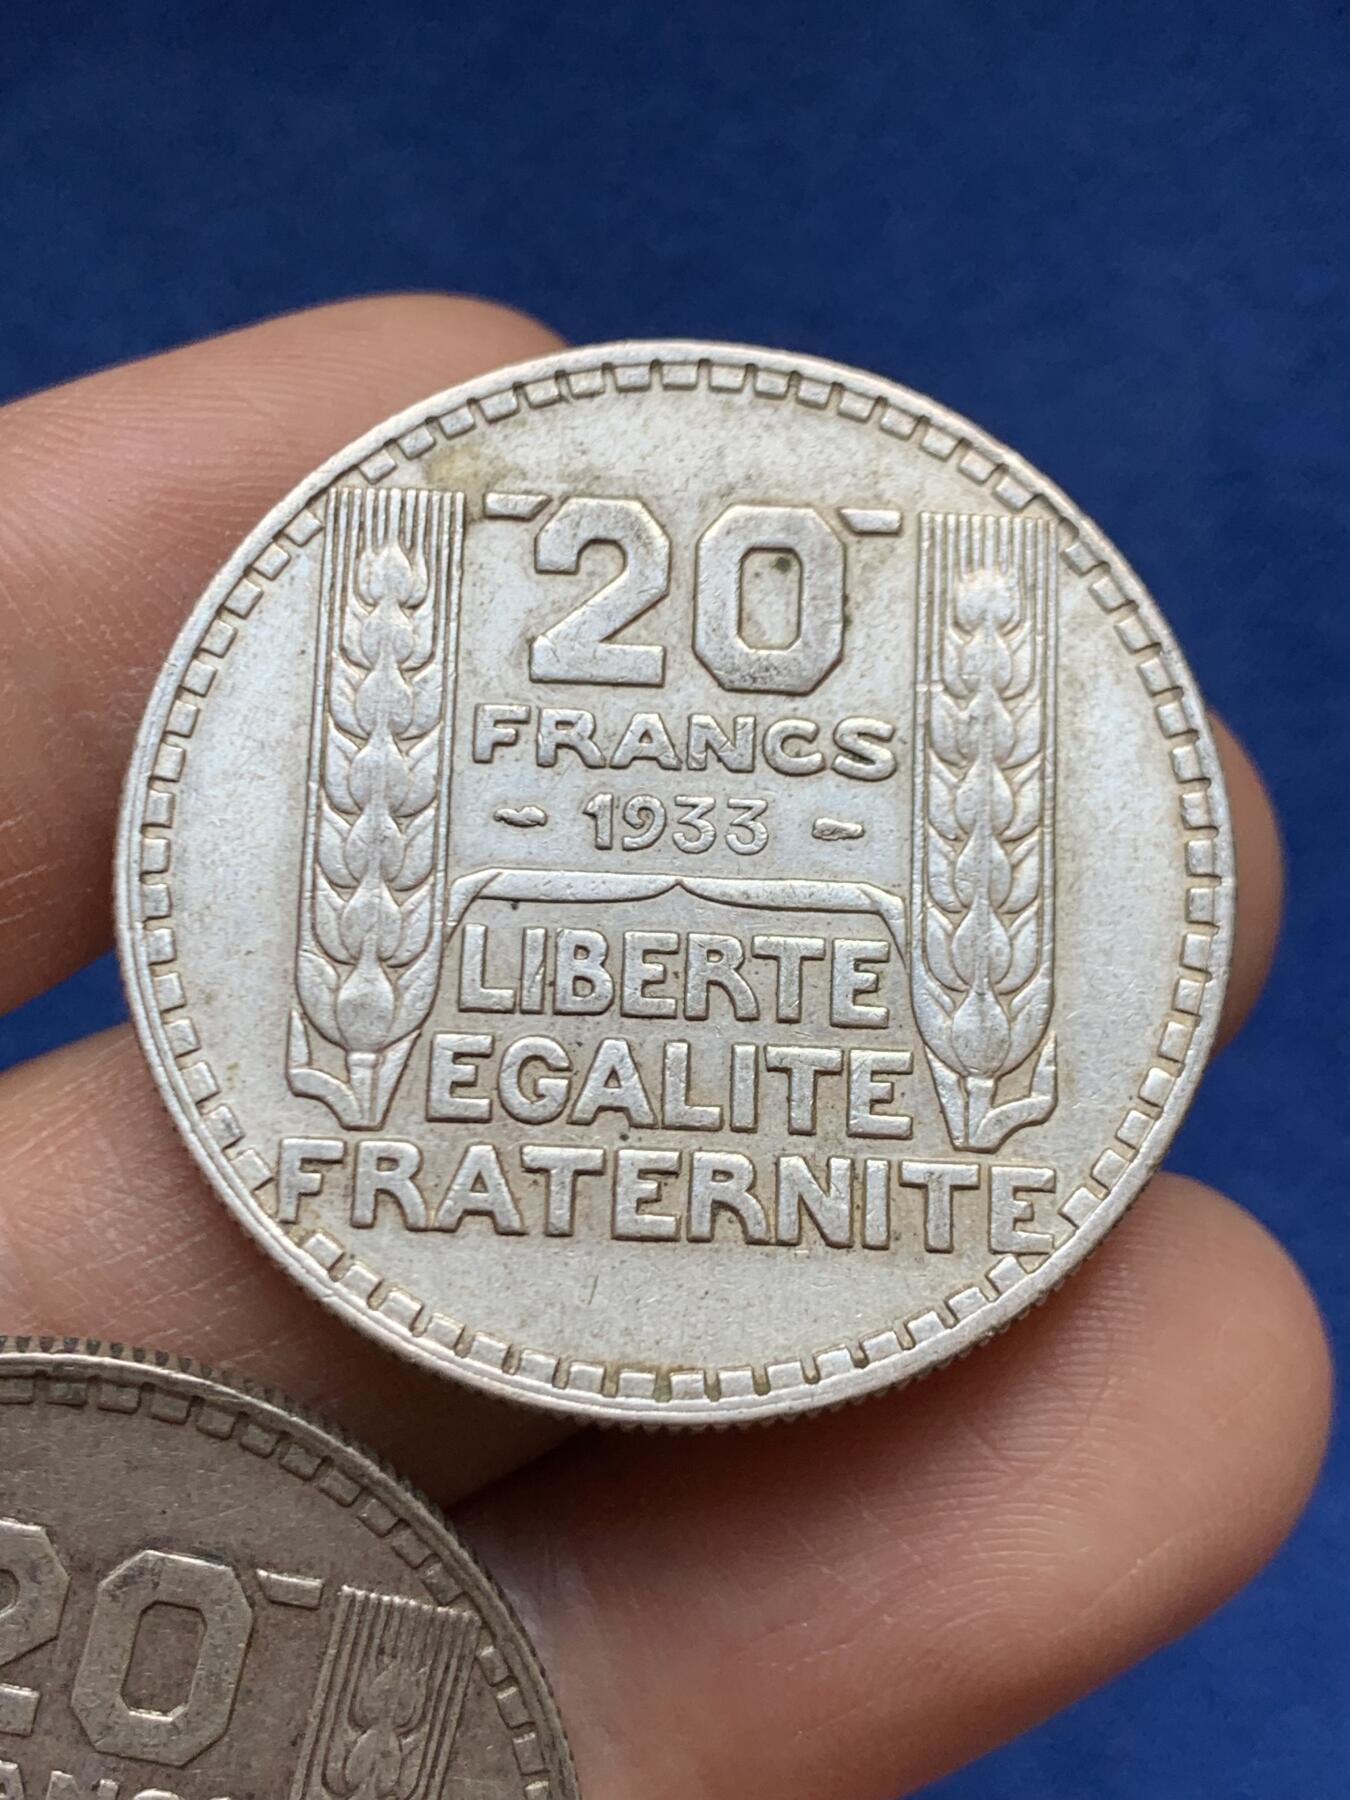 20
FRANCS
- 1933 -
LIBERTE
EGALITE
FRATERNITE
20